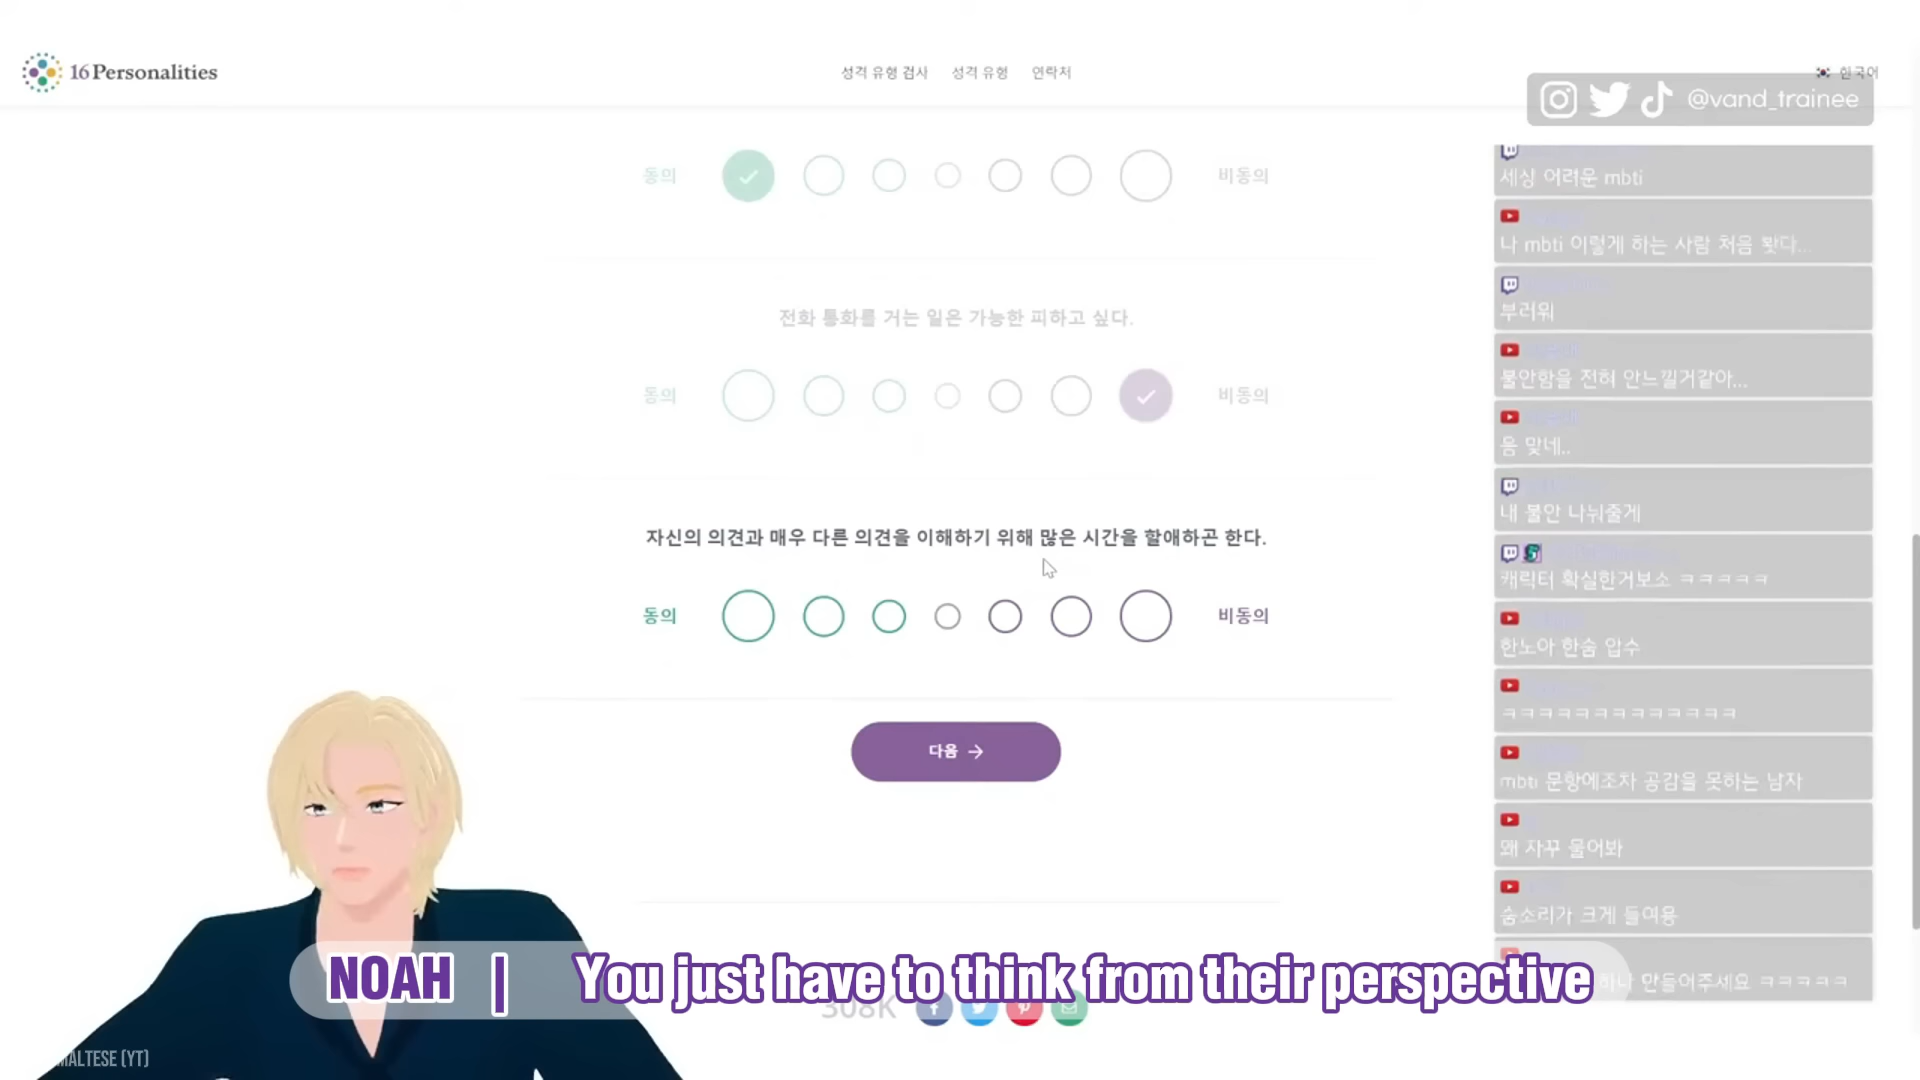 16Personalities
성격 유형 검사 성격 유형 연락처
한국어
@vand_trainee
동의 비동의
전화 통화를 거는 일은 가능한 피하고 싶다.
동의 비동의
자신의 의견과 매우 다른 의견을 이해하기 위해 많은 시간을 할애하곤 한다.
동의 비동의
다음 →
세상 어려운 mbti
나 mbti 이렇게 하는 사람 처음 봣다...
부러워
불안함을 전혀 안느낄거같아...
음 맞네..
내 불안 나눠줄게
캐릭터 확실한거보소 ㅋㅋㅋㅋㅋ
한노아 한숨 압수
ㅋㅋㅋㅋㅋㅋㅋㅋㅋㅋㅋㅋㅋ
mbti 문항에조차 공감을 못하는 남자
왜 자꾸 물어봐
숨소리가 크게 들여용
하나 만들어주세요 ㅋㅋㅋㅋㅋ
NOAH | You just have to think from their perspective
308K
MALTESE (YT)